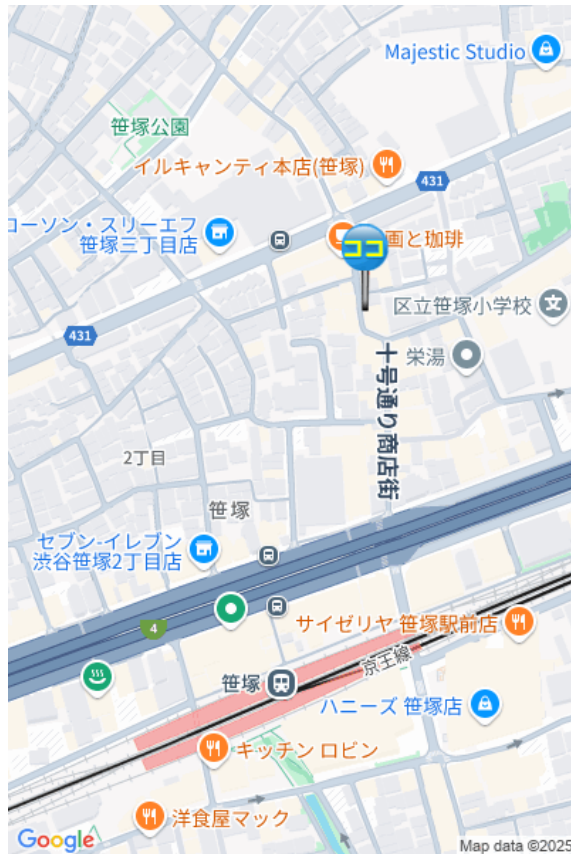 Majestic Studio
笹塚公園
イルキャンティ本店(笹塚)
431
ローソン・スリーエフ
笹塚三丁目店
画と珈琲
ココ
区立笹塚小学校
文
431
栄湯
十号通り商店街
2丁目
笹塚
セブン-イレブン
渋谷笹塚2丁目店
4
サイゼリヤ 笹塚駅前店
京王線
笹塚
ハニーズ 笹塚店
キッチン ロビン
洋食屋マック
Google
Map data ©2025